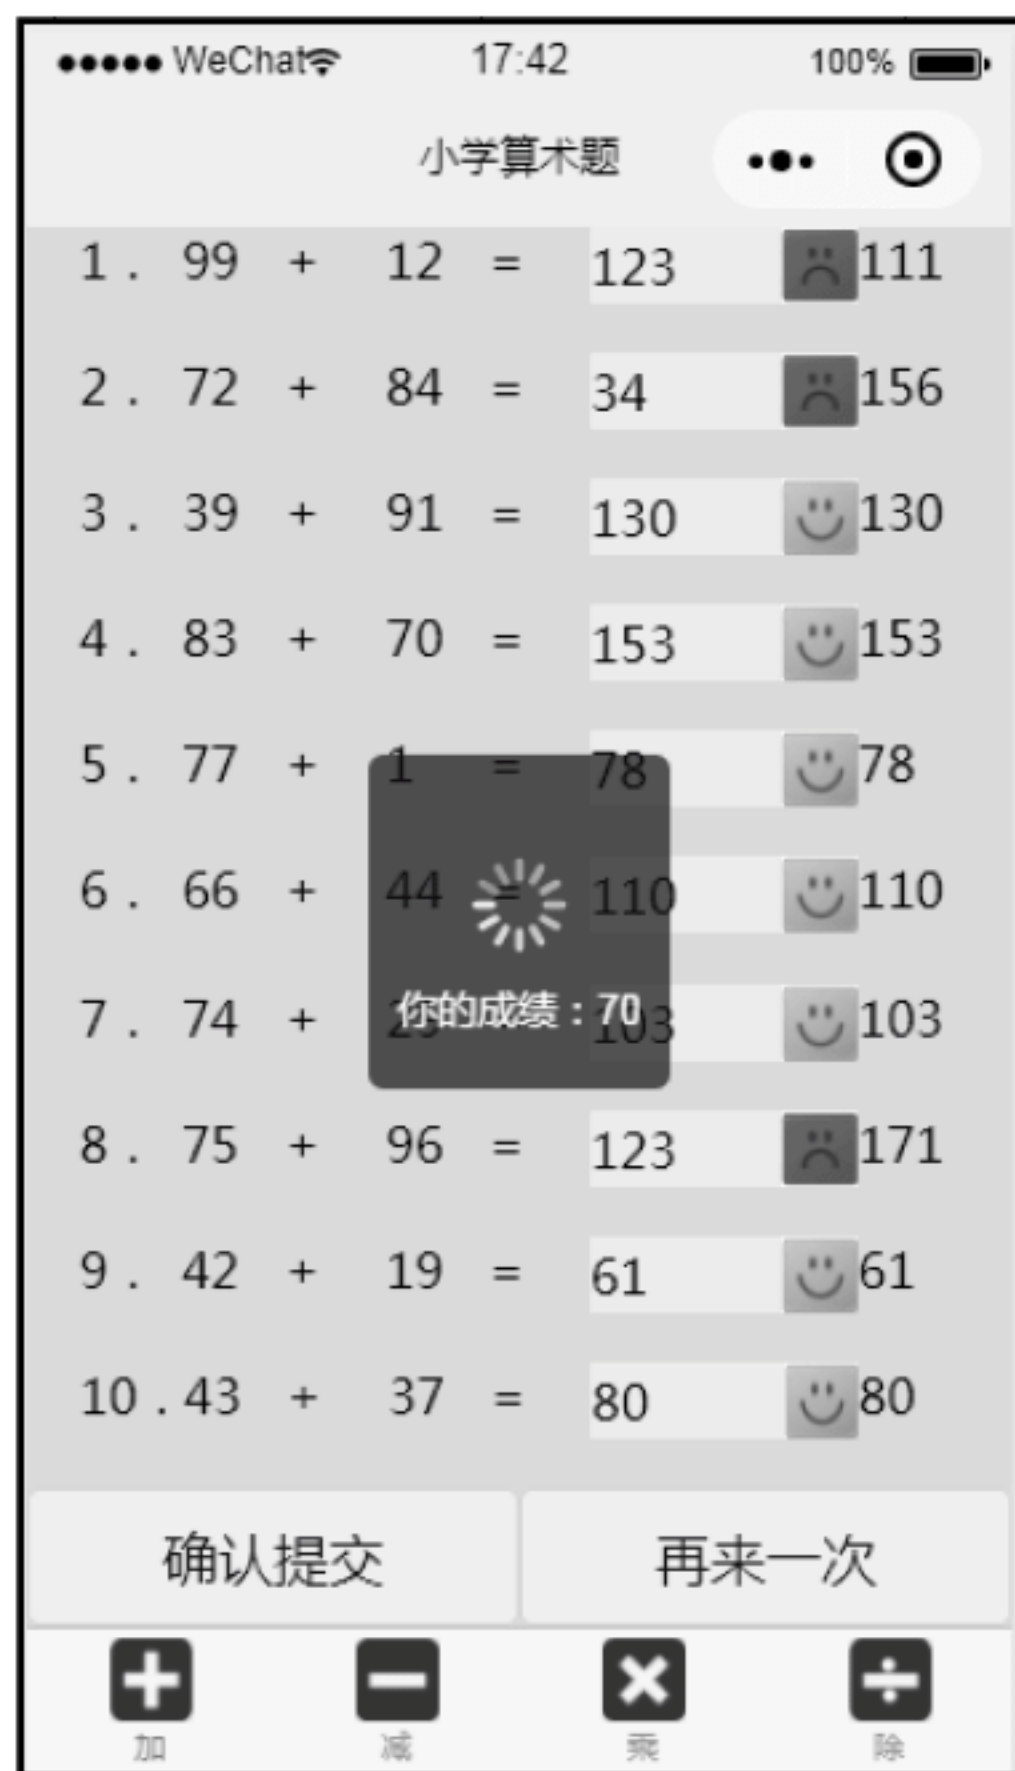 WeChat 17:42 100%
小学算术题
1. 99 + 12 = 123 111
2. 72 + 84 = 34 156
3. 39 + 91 = 130 130
4. 83 + 70 = 153 153
5. 77 + 1 = 78 78
6. 66 + 44 = 110 110
7. 74 + 103 103
你的成绩：70
8. 75 + 96 = 123 171
9. 42 + 19 = 61 61
10. 43 + 37 = 80 80
确认提交 再来一次
加 减 乘 除